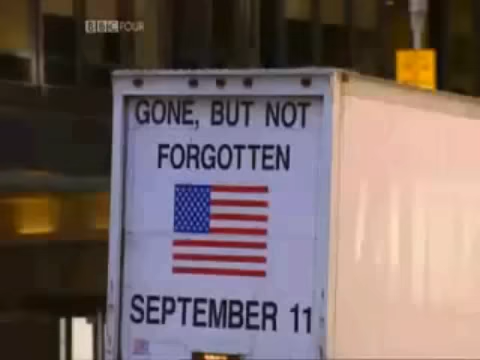 BBC FOUR
GONE, BUT NOT
FORGOTTEN
SEPTEMBER 11